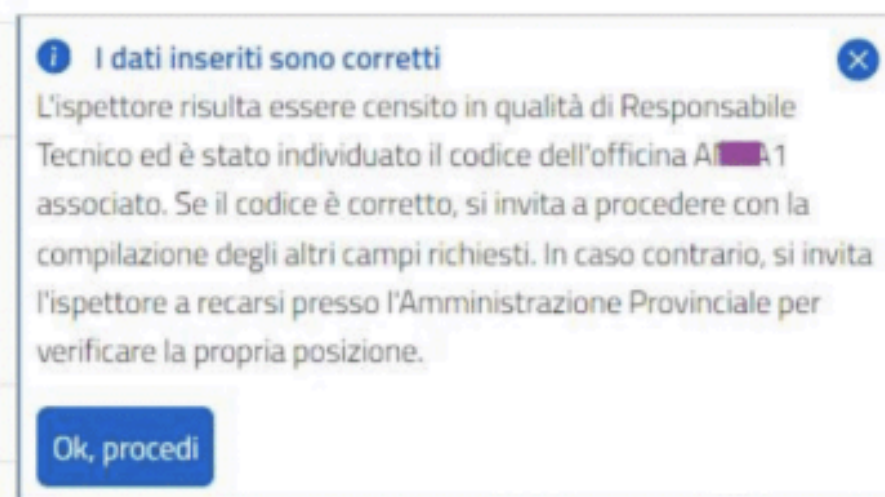 I dati inseriti sono corretti
L'ispettore risulta essere censito in qualità di Responsabile
Tecnico ed è stato individuato il codice dell'officina
associato. Se il codice è corretto, si invita a procedere con la
compilazione degli altri campi richiesti. In caso contrario, si invita
l'ispettore a recarsi presso l'Amministrazione Provinciale per
verificare la propria posizione.
Ok, procedi